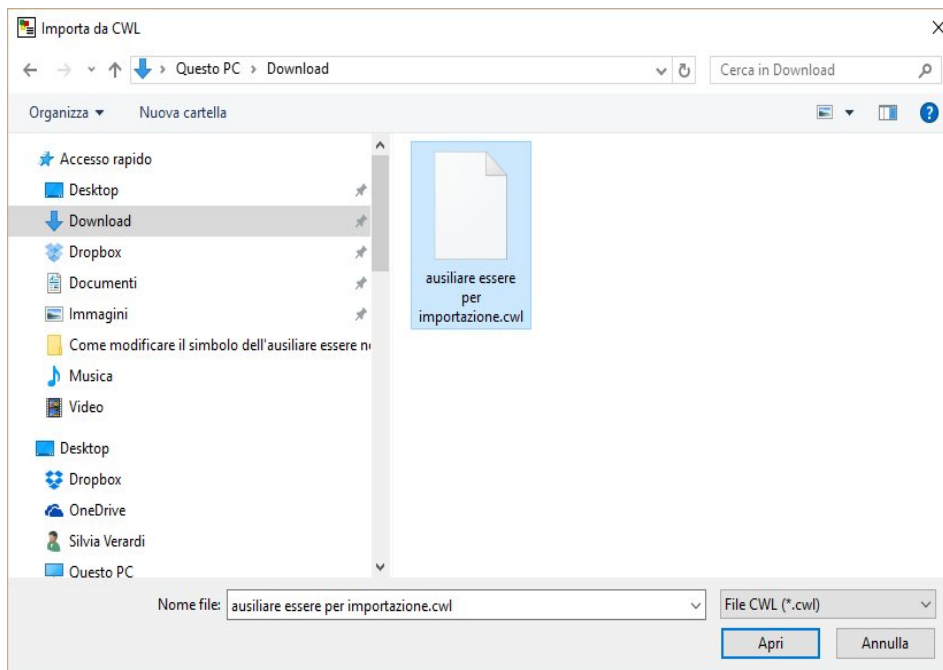 Importa da CWL
Questo PC > Download
Cerca in Download
Organizza
Nuova cartella
Accesso rapido
Desktop
Download
Dropbox
Documenti
Immagini
Come modificare il simbolo dell'ausiliare essere n
Musica
Video
Desktop
Dropbox
OneDrive
Silvia Verardi
Questo PC
ausiliare essere
per
importazione.cwl
Nome file:
ausiliare essere per importazione.cwl
File CWL (*.cwl)
Apri
Annulla